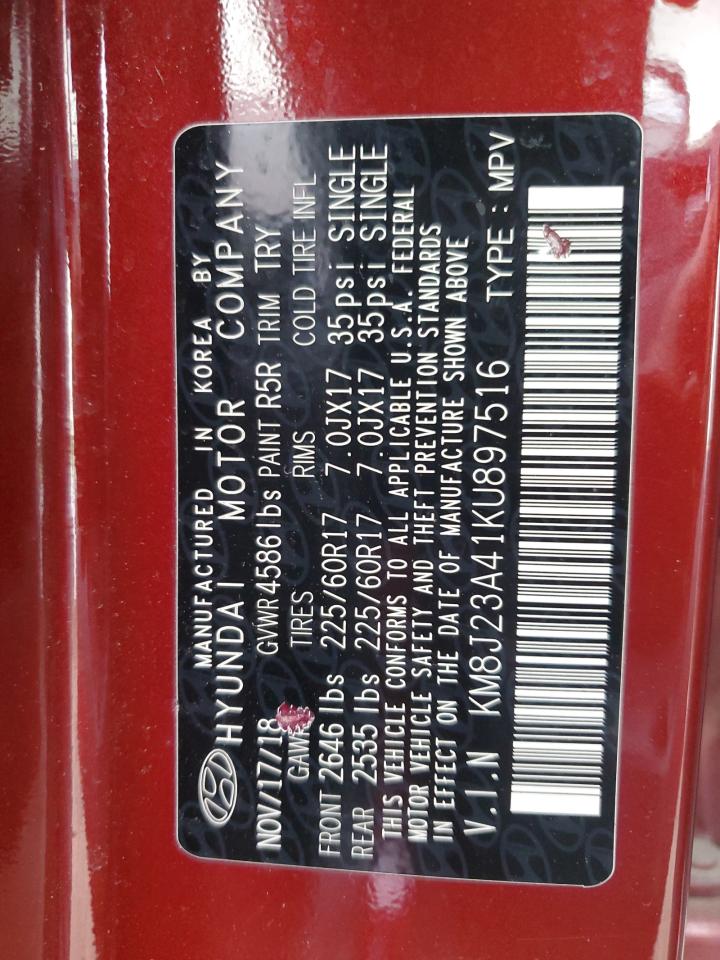 MANUFACTURED IN KOREA BY
HYUNDAI MOTOR COMPANY
NOV/17/18 GVWR 4586 lbs PAINT R5R TRIM TRY
GAWR TIRES RIMS COLD TIRE INFL
FRONT 2646 lbs 225/60R17 7.0JX17 35psi SINGLE
REAR 2535 lbs 225/60R17 7.0JX17 35psi SINGLE
THIS VEHICLE CONFORMS TO ALL APPLICABLE U.S.A. FEDERAL
MOTOR VEHICLE SAFETY AND THEFT PREVENTION STANDARDS
IN EFFECT ON THE DATE OF MANUFACTURE SHOWN ABOVE
V.I.N KM8J23A41KU897516 TYPE : MPV